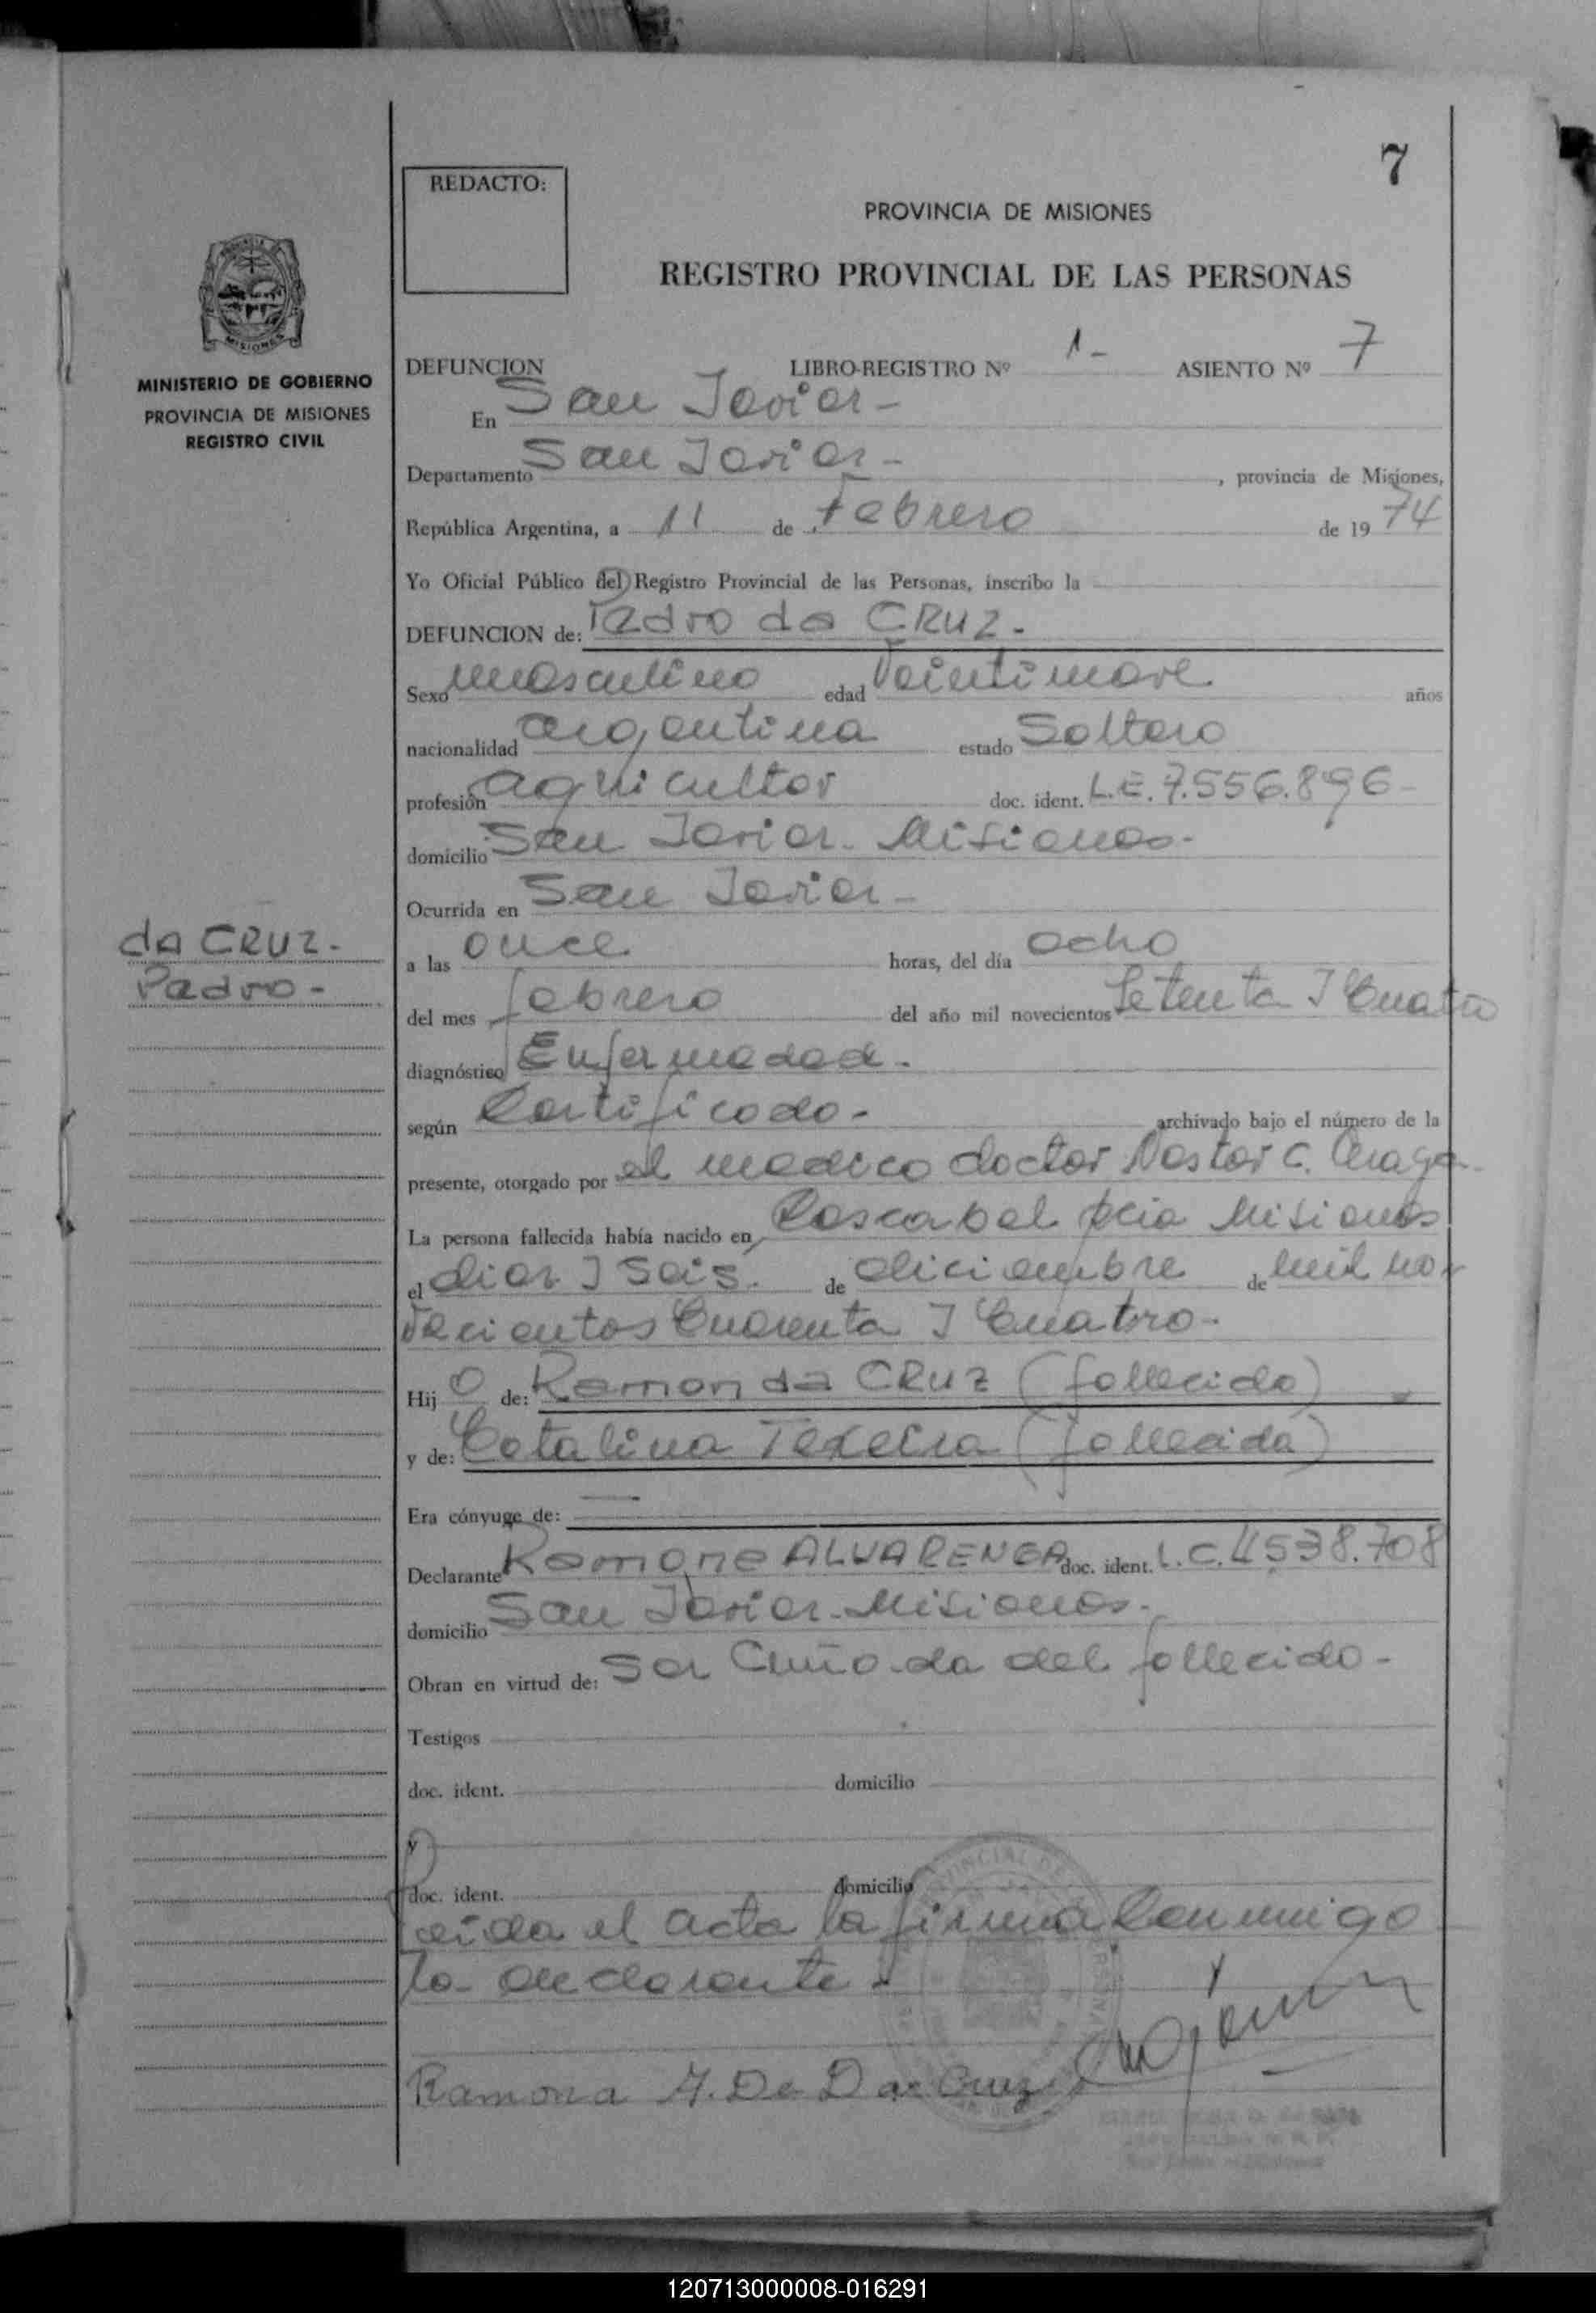 7
REDACTO:
PROVINCIA DE MISIONES
REGISTRO PROVINCIAL DE LAS PERSONAS
MISIONES
MINISTERIO DE GOBIERNO
PROVINCIA DE MISIONES
REGISTRO CIVIL
DEFUNCION LIBRO-REGISTRO Nº 1- ASIENTO Nº 7
En San Javier-
Departamento San Javier- , provincia de Misiones,
República Argentina, a 11 de Febrero de 1974
Yo Oficial Público del Registro Provincial de las Personas, inscribo la
DEFUNCION de: Pedro da CRUZ.-
Sexo masculino edad Veintinove años
nacionalidad argentina estado Soltero
profesión agricultor doc. ident. L.E. 7.556.896-
domicilio San Javier- Misiones-
Ocurrida en San Javier-
da CRUZ-
Pedro-
a las once horas, del día ocho
del mes febrero del año mil novecientos Setenta I Cuatro
diagnóstico Enfermedad.
según Certificado- archivado bajo el número de la
presente, otorgado por el medico doctor Nestor C.
La persona fallecida había nacido en pcia Misiones
el diez I Seis. de diciembre de mil no-
vecientos Cuarenta I Cuatro-
Hij o de: Ramon da CRUZ (fallecido)
y de: Catalina Texeira (fallecida)
Era cónyuge de: —
Declarante Ramona ALVARENGA doc. ident. L.C. 4538.708
domicilio San Javier- Misiones-
Obran en virtud de: Ser Cuña-da del fallecido-
Testigos
doc. ident. domicilio
y
doc. ident. domicilio
Leida el acta la firma Conmigo
la declarante
Ramona A. De Da Cruz
120713000008-016291